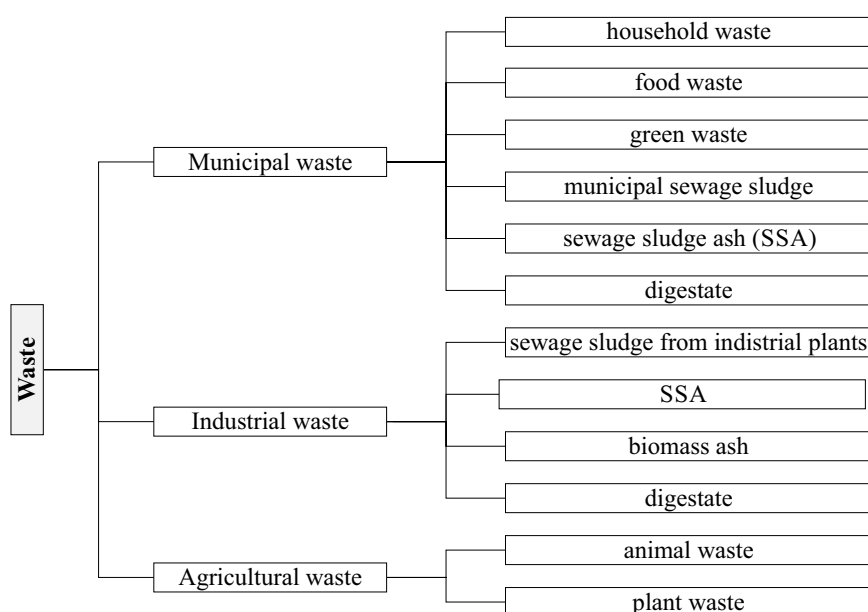 Waste
Municipal waste
household waste
food waste
green waste
municipal sewage sludge
sewage sludge ash (SSA)
digestate
Industrial waste
sewage sludge from indistrial plants
SSA
biomass ash
digestate
Agricultural waste
animal waste
plant waste